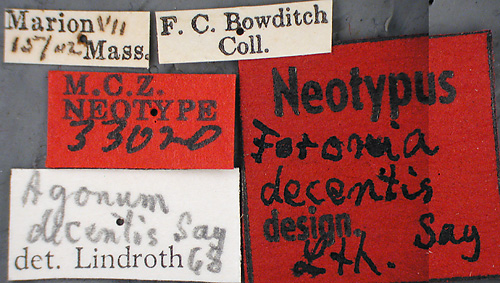 Marion VII
15/02 Mass.
F. C. Bowditch
Coll.
M.C.Z.
NEOTYPE
33020
Agonum
decentis Say
det. Lindroth 68
Neotypus
Feronia
decentis
design. Say
Lth.